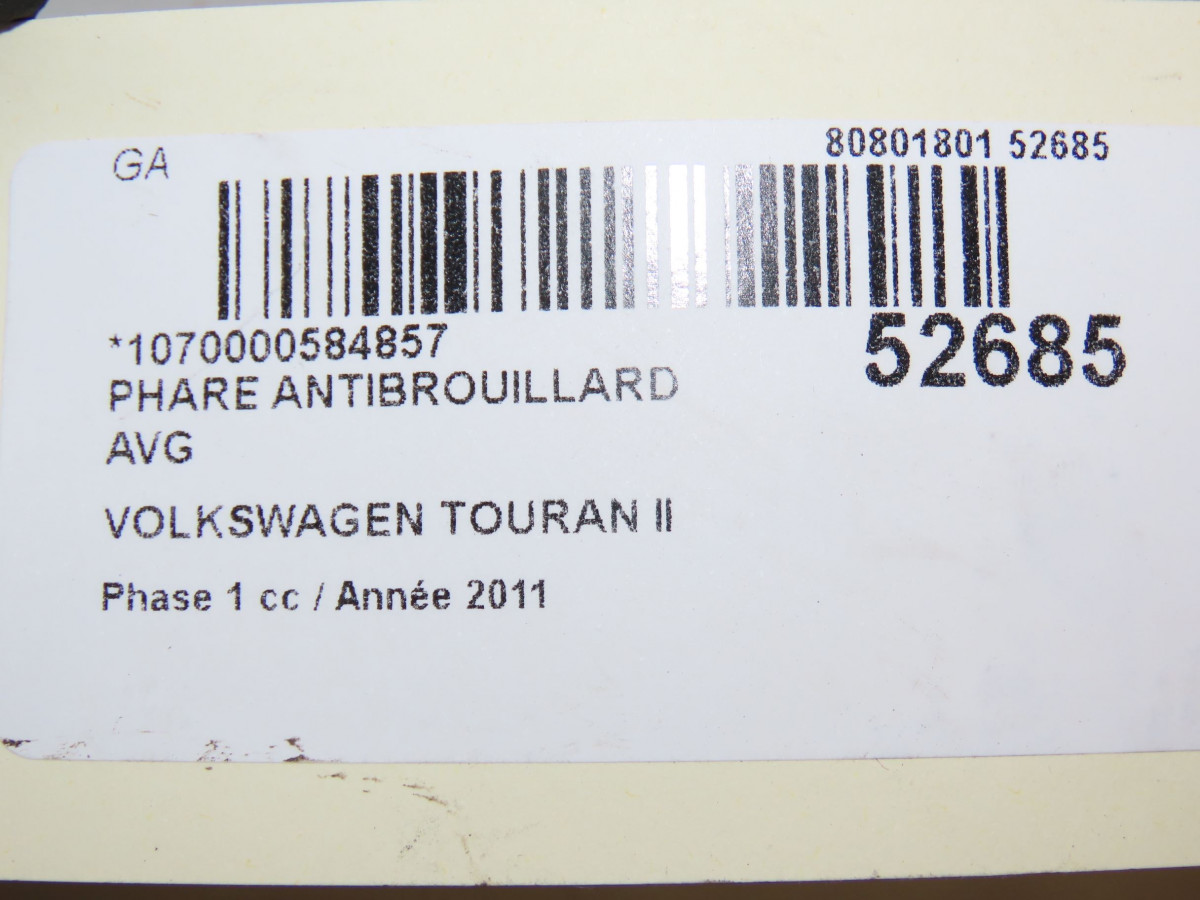 GA
80801801 52685
*1070000584857
52685
PHARE ANTIBROUILLARD
AVG
VOLKSWAGEN TOURAN II
Phase 1 cc / Année 2011